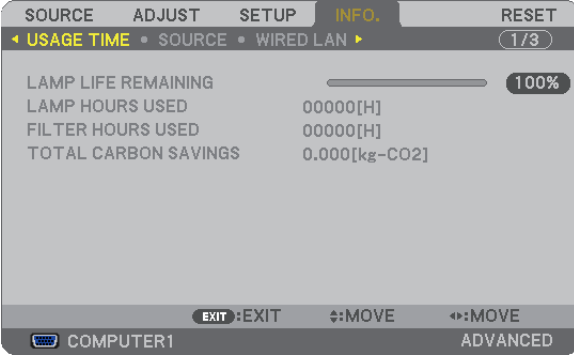 SOURCE ADJUST SETUP INFO. RESET
USAGE TIME • SOURCE • WIRED LAN 1/3
LAMP LIFE REMAINING 100%
LAMP HOURS USED 00000[H]
FILTER HOURS USED 00000[H]
TOTAL CARBON SAVINGS 0.000[kg-CO2]
EXIT :EXIT :MOVE :MOVE
COMPUTER1 ADVANCED